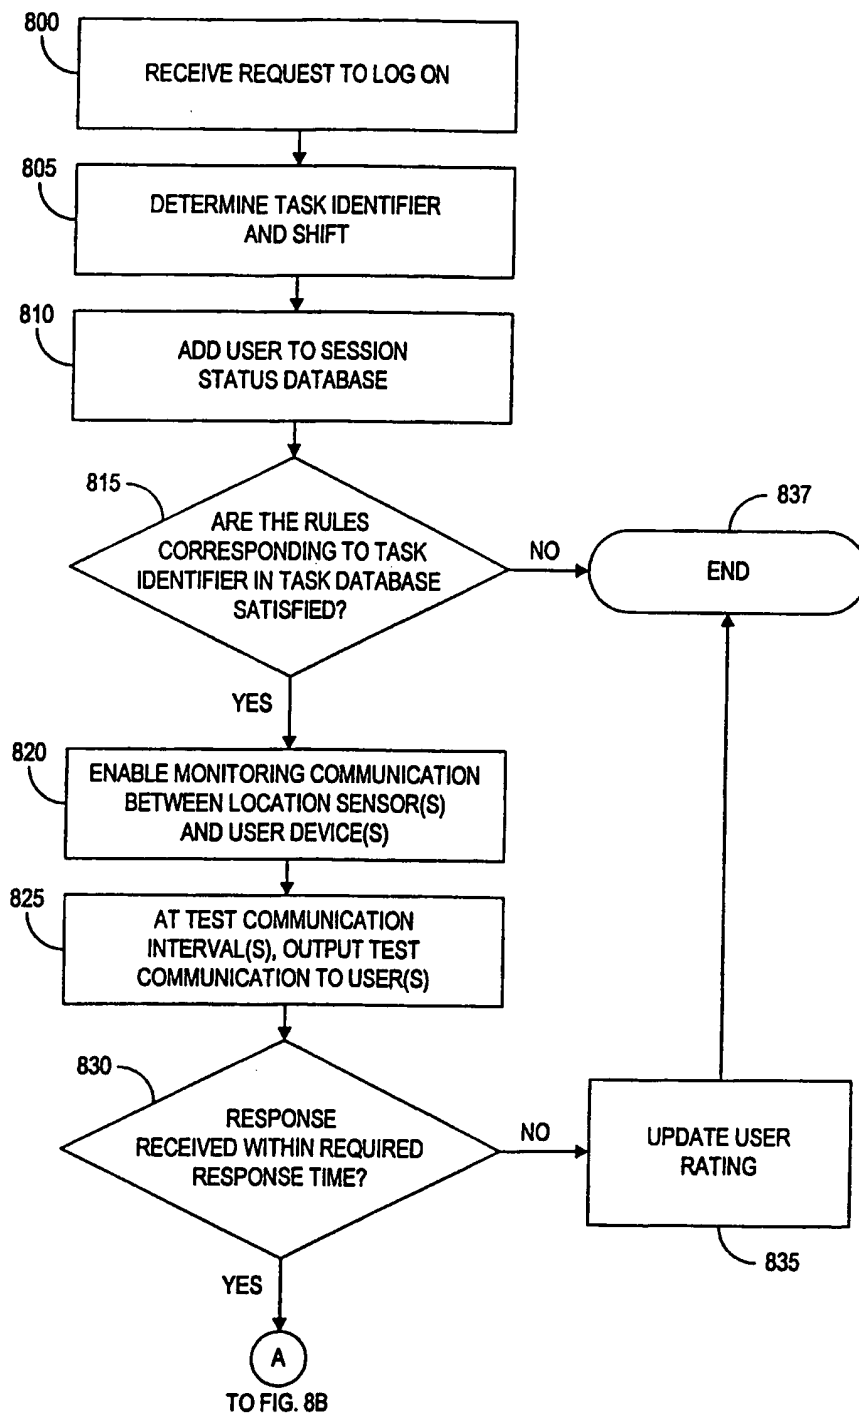 800
RECEIVE REQUEST TO LOG ON
805
DETERMINE TASK IDENTIFIER
AND SHIFT
810
ADD USER TO SESSION
STATUS DATABASE
815
ARE THE RULES
CORRESPONDING TO TASK
IDENTIFIER IN TASK DATABASE
SATISFIED?
NO
837
END
YES
820
ENABLE MONITORING COMMUNICATION
BETWEEN LOCATION SENSOR(S)
AND USER DEVICE(S)
825
AT TEST COMMUNICATION
INTERVAL(S), OUTPUT TEST
COMMUNICATION TO USER(S)
830
RESPONSE
RECEIVED WITHIN REQUIRED
RESPONSE TIME?
NO
UPDATE USER
RATING
835
YES
A
TO FIG. 8B